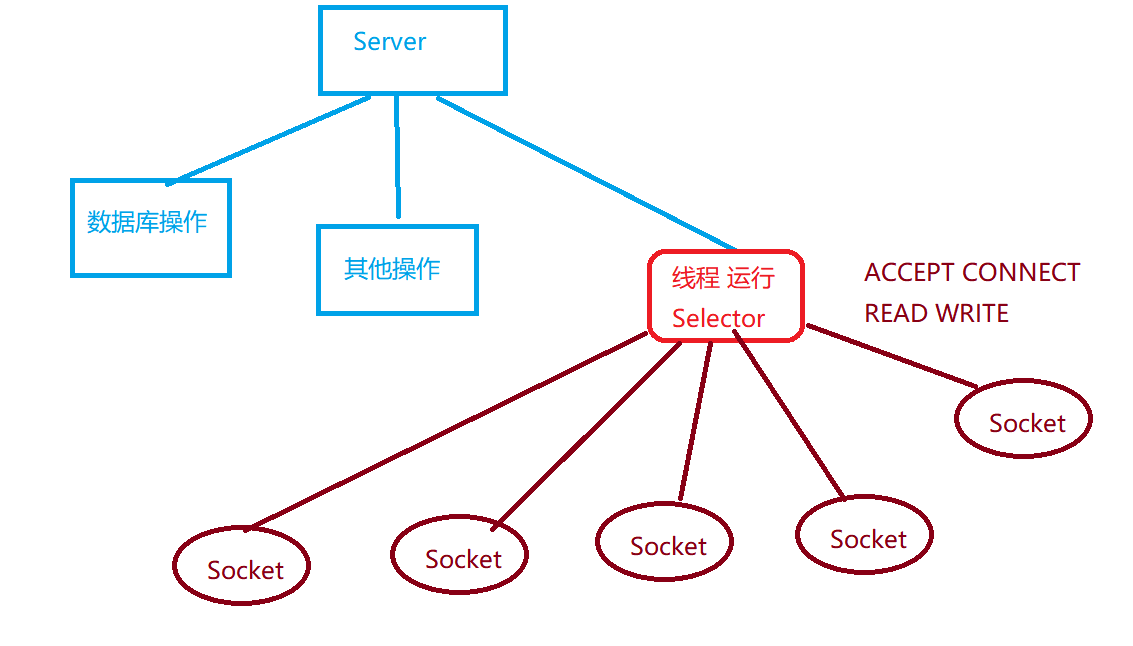 Server
数据库操作
其他操作
线程 运行
Selector
ACCEPT CONNECT
READ WRITE
Socket
Socket
Socket
Socket
Socket